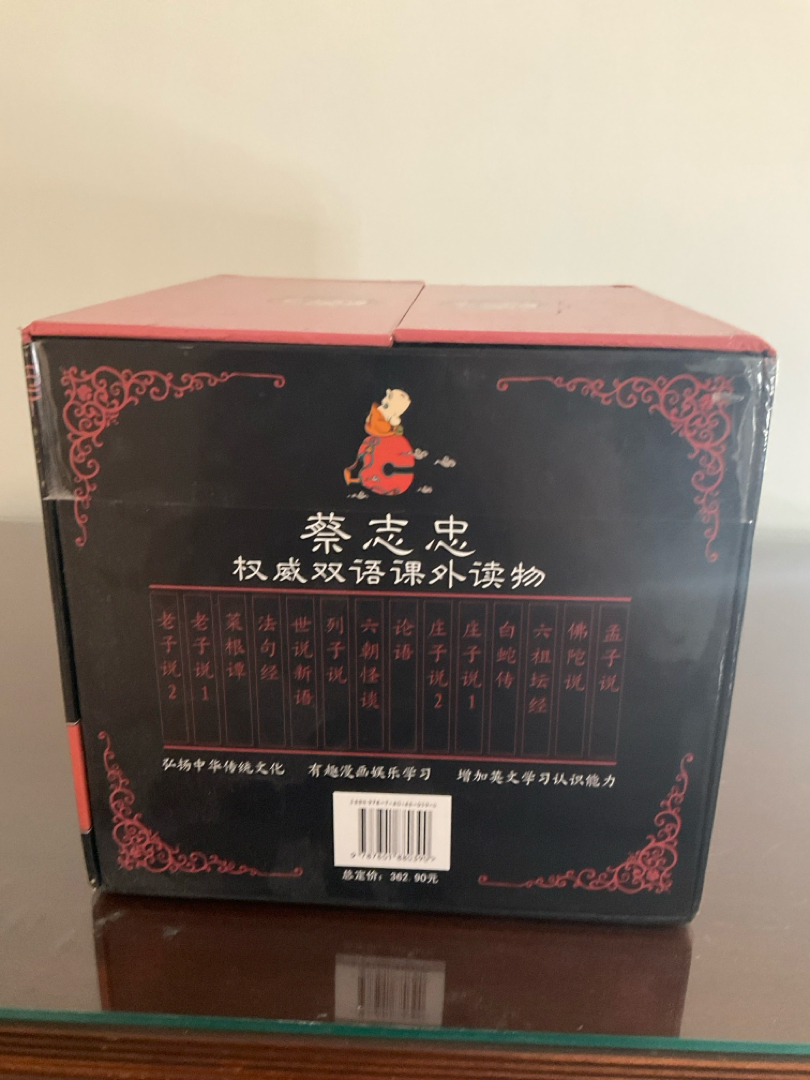 蔡志忠
权威双语课外读物
老子说2
老子说1
菜根谭
法句经
世说新语
列子说
六朝怪谈
论语
庄子说2
庄子说1
白蛇传
六祖坛经
佛陀说
孟子说
弘扬中华传统文化 有趣漫画娱乐学习 增加英文学习认识能力
9 787801 880390
总定价：362.90元